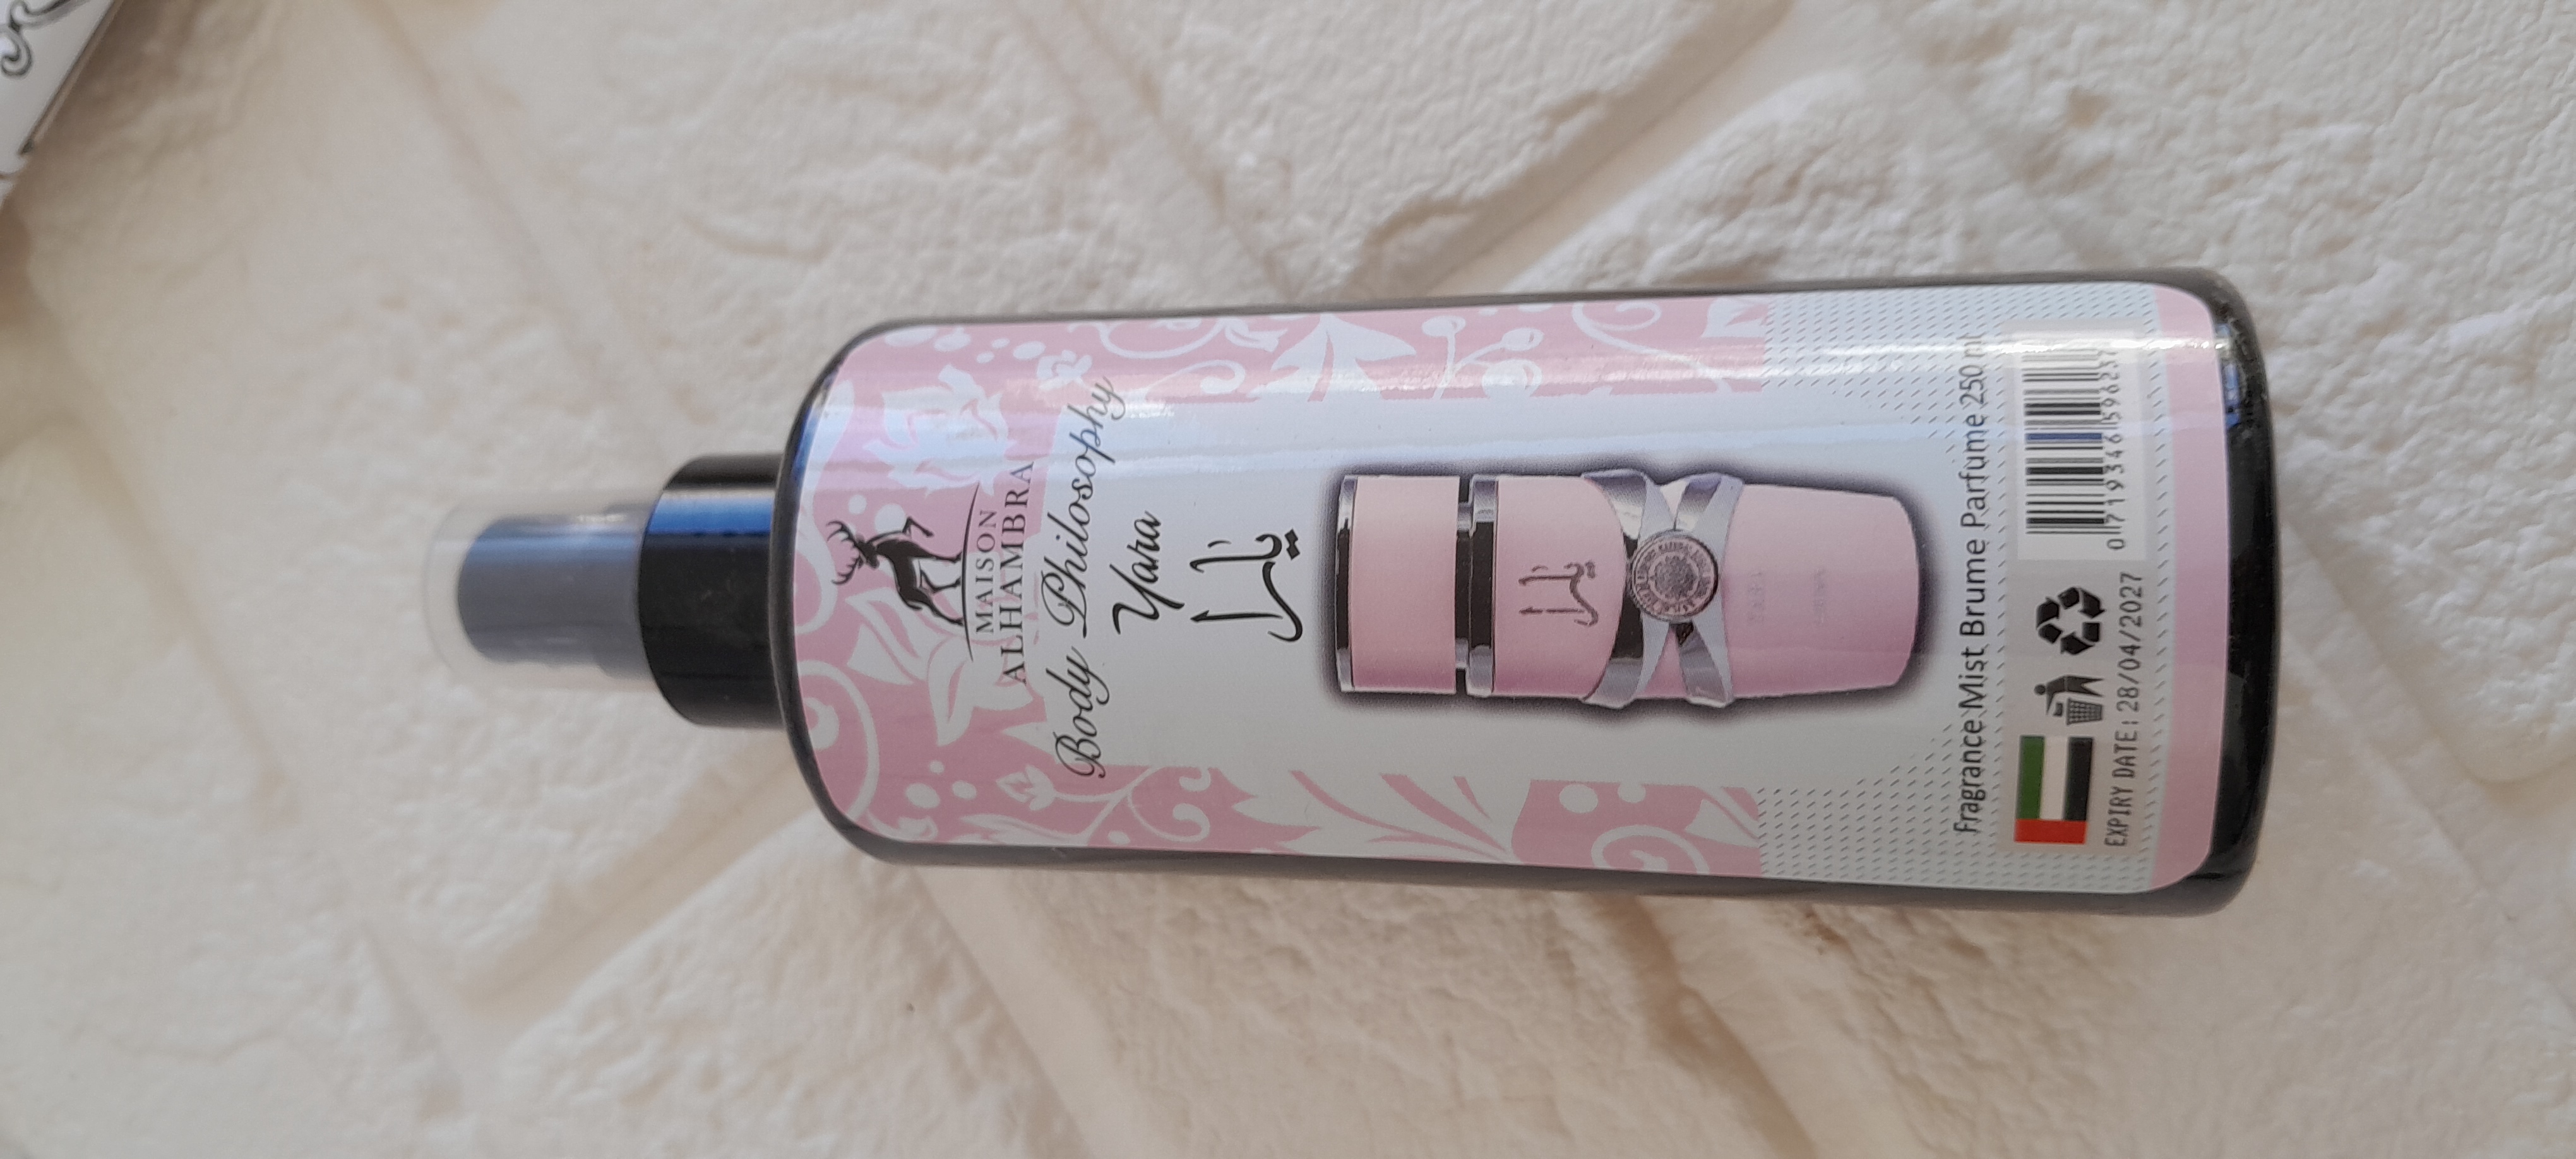 MAISON
ALHAMBRA
Body Philosophy
Yara
يارا
يارا
Fragrance Mist Brume Parfume 250 ml
EXPIRY DATE: 28/04/2027